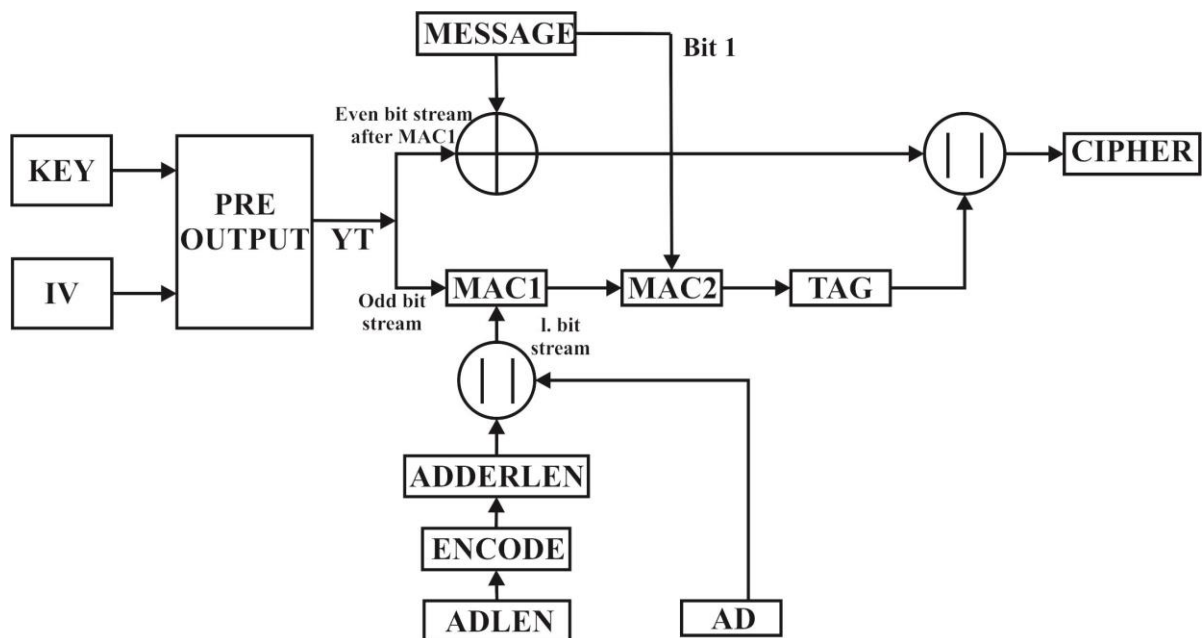 MESSAGE
Bit 1
Even bit stream
after MAC1
KEY
PRE
OUTPUT
YT
CIPHER
IV
MAC1
MAC2
TAG
Odd bit
stream
I. bit
stream
| |
| |
ADDERLEN
ENCODE
ADLEN
AD